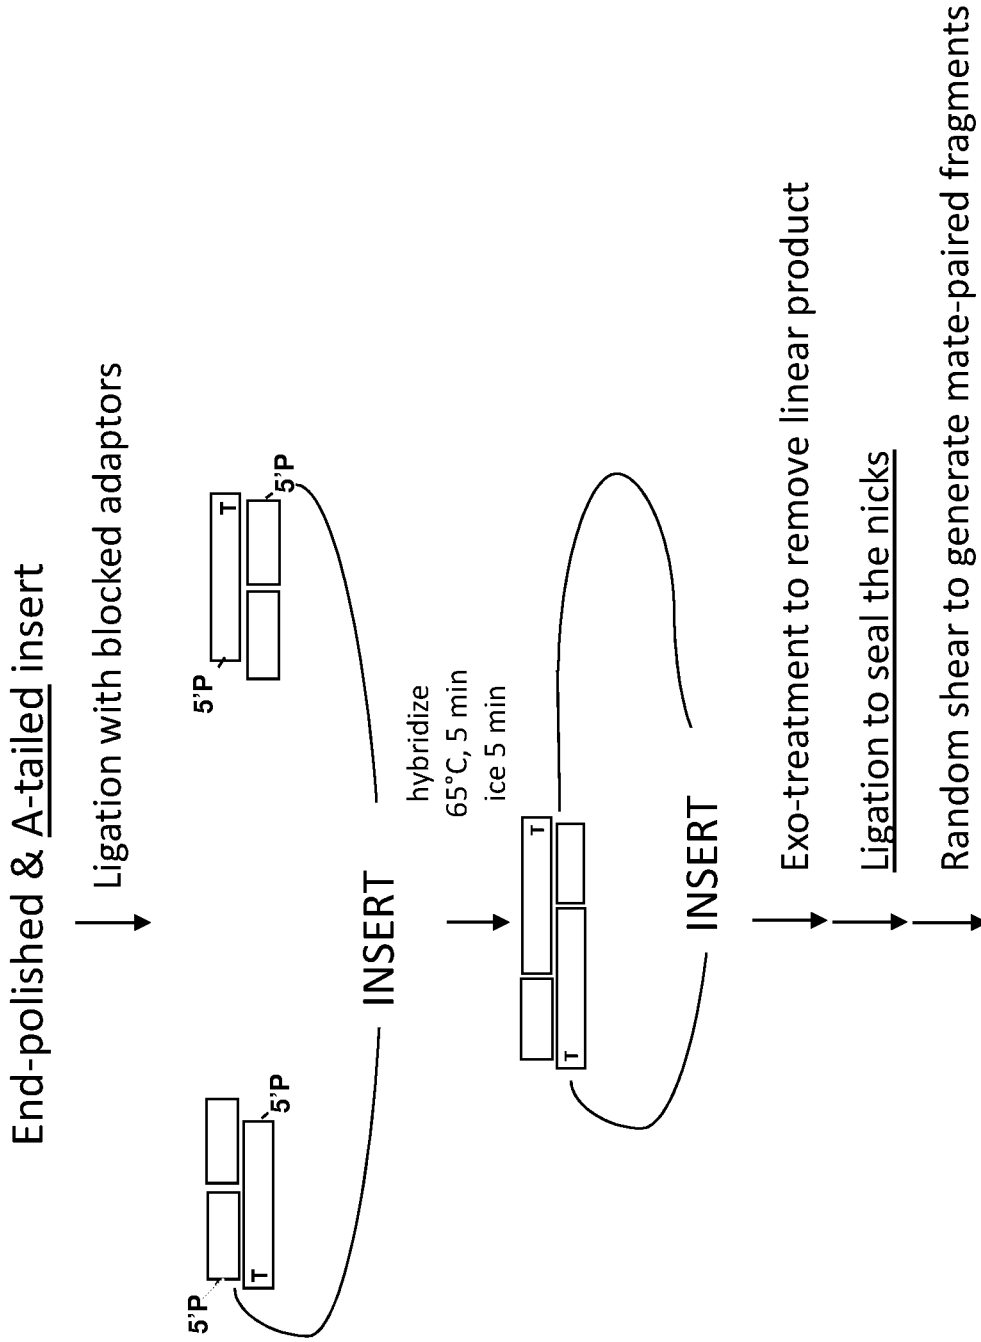 End-polished & A-tailed insert
Ligation with blocked adaptors
5'P
T
5'P
5'P
T
5'P
INSERT
hybridize
65°C, 5 min
ice 5 min
T
T
INSERT
Exo-treatment to remove linear product
Ligation to seal the nicks
Random shear to generate mate-paired fragments